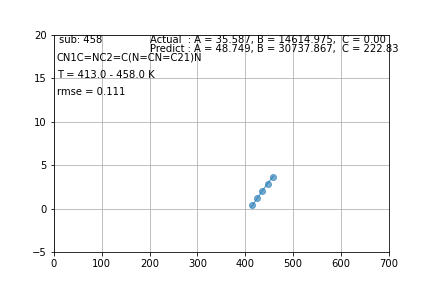 sub: 458
Actual : A = 35.587, B = 14614.975, C = 0.00
Predict : A = 48.749, B = 30737.867, C = 222.83
CN1C=NC2=C(N=CN=C21)N
T = 413.0 - 458.0 K
rmse = 0.111
20
15
10
5
0
−5
0 100 200 300 400 500 600 700